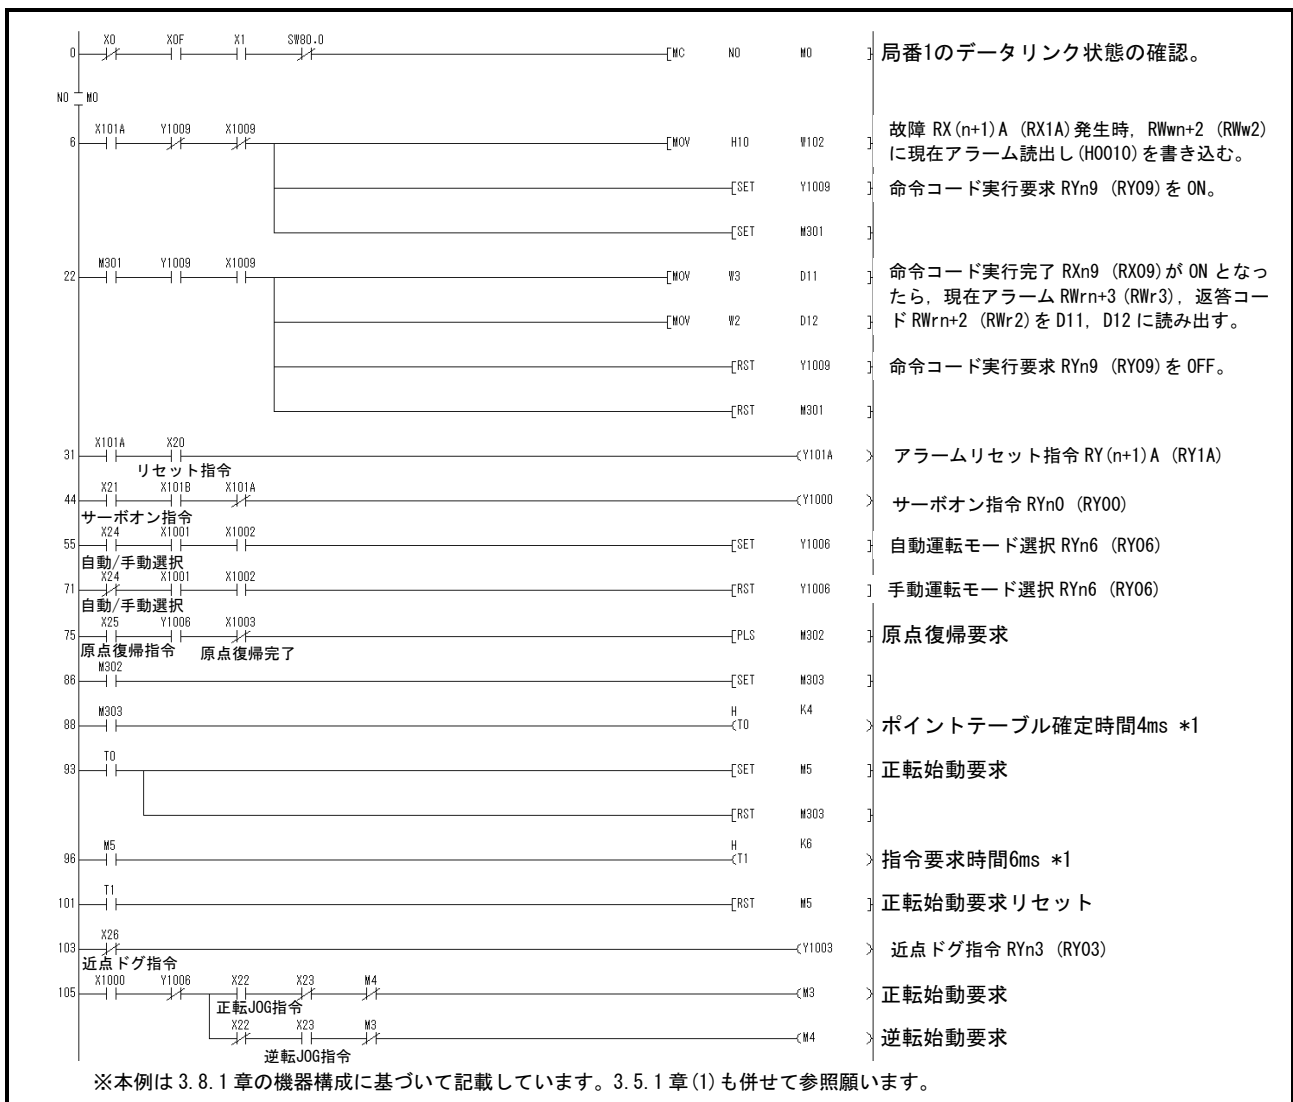 X0 X0F X1 SW80.0
0 [MC N0 M0 ] 局番1のデータリンク状態の確認。
N0 M0
X101A Y1009 X1009
6 [MOV H10 W102 ] 故障 RX(n+1)A (RX1A)発生時, RWwn+2 (RWw2)
に現在アラーム読出し(H0010)を書き込む。
[SET Y1009 ] 命令コード実行要求 RYn9 (RY09)を ON。
[SET M301 ]
M301 Y1009 X1009
22 [MOV W3 D11 ] 命令コード実行完了 RXn9 (RX09)が ON となっ
たら, 現在アラーム RWrn+3 (RWr3), 返答コー
[MOV W2 D12 ] ド RWrn+2 (RWr2)を D11, D12 に読み出す。
[RST Y1009 ] 命令コード実行要求 RYn9 (RY09)を OFF。
[RST M301 ]
X101A X20
31 (Y101A ) アラームリセット指令 RY(n+1)A (RY1A)
リセット指令
X21 X101B X101A
44 (Y1000 ) サーボオン指令 RYn0 (RY00)
サーボオン指令
X24 X1001 X1002
55 [SET Y1006 ] 自動運転モード選択 RYn6 (RY06)
自動/手動選択
X24 X1001 X1002
71 [RST Y1006 ] 手動運転モード選択 RYn6 (RY06)
自動/手動選択
X25 Y1006 X1003
75 [PLS M302 ] 原点復帰要求
原点復帰指令 原点復帰完了
M302
86 [SET M303 ]
M303 H K4
88 (T0 ) ポイントテーブル確定時間4ms *1
T0
93 [SET M5 ] 正転始動要求
[RST M303 ]
M5 H K6
96 (T1 ) 指令要求時間6ms *1
T1
101 [RST M5 ] 正転始動要求リセット
X26
103 (Y1003 ) 近点ドグ指令 RYn3 (RY03)
近点ドグ指令
X1000 Y1006 X22 X23 M4
105 (M3 ) 正転始動要求
正転JOG指令
X22 X23 M3
(M4 ) 逆転始動要求
逆転JOG指令
※本例は 3.8.1 章の機器構成に基づいて記載しています。3.5.1 章(1)も併せて参照願います。